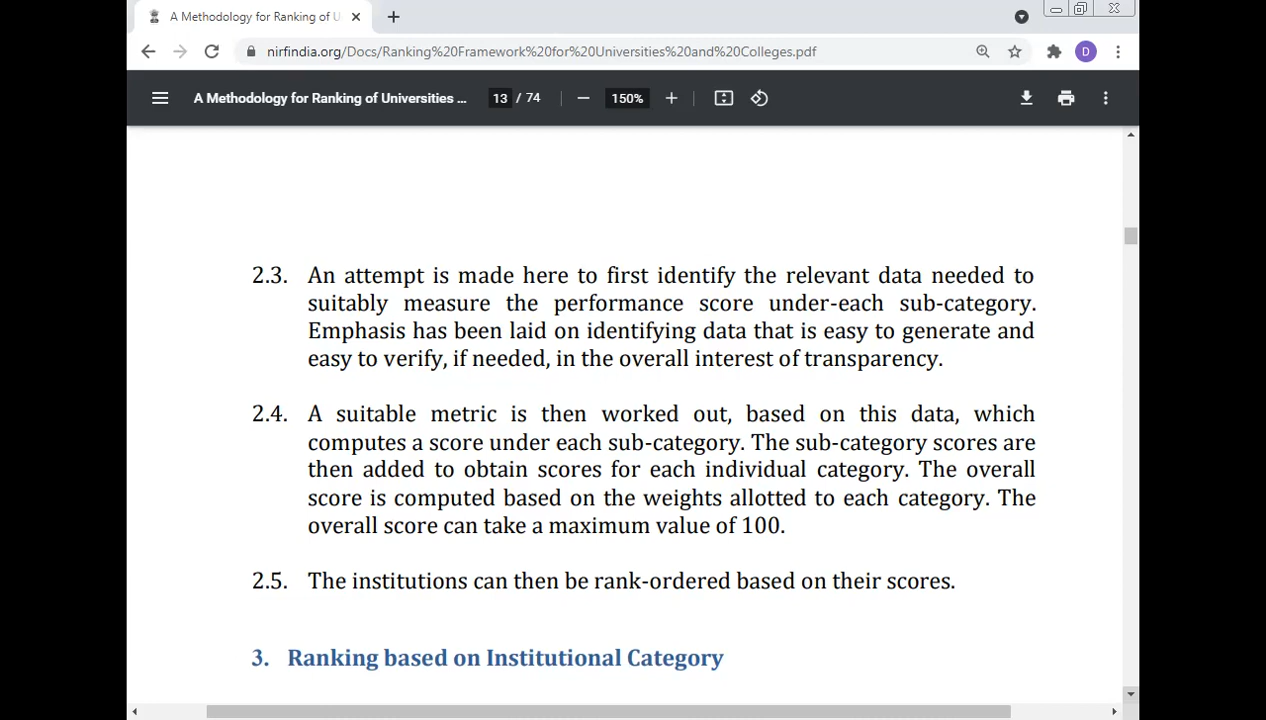 A Methodology for Ranking of U
nirfindia.org/Docs/Ranking%20Framework%20for%20Universities%20and%20Colleges.pdf
D
A Methodology for Ranking of Universities ...
13 / 74
150%
2.3. An attempt is made here to first identify the relevant data needed to
suitably measure the performance score under-each sub-category.
Emphasis has been laid on identifying data that is easy to generate and
easy to verify, if needed, in the overall interest of transparency.
2.4. A suitable metric is then worked out, based on this data, which
computes a score under each sub-category. The sub-category scores are
then added to obtain scores for each individual category. The overall
score is computed based on the weights allotted to each category. The
overall score can take a maximum value of 100.
2.5. The institutions can then be rank-ordered based on their scores.
3. Ranking based on Institutional Category